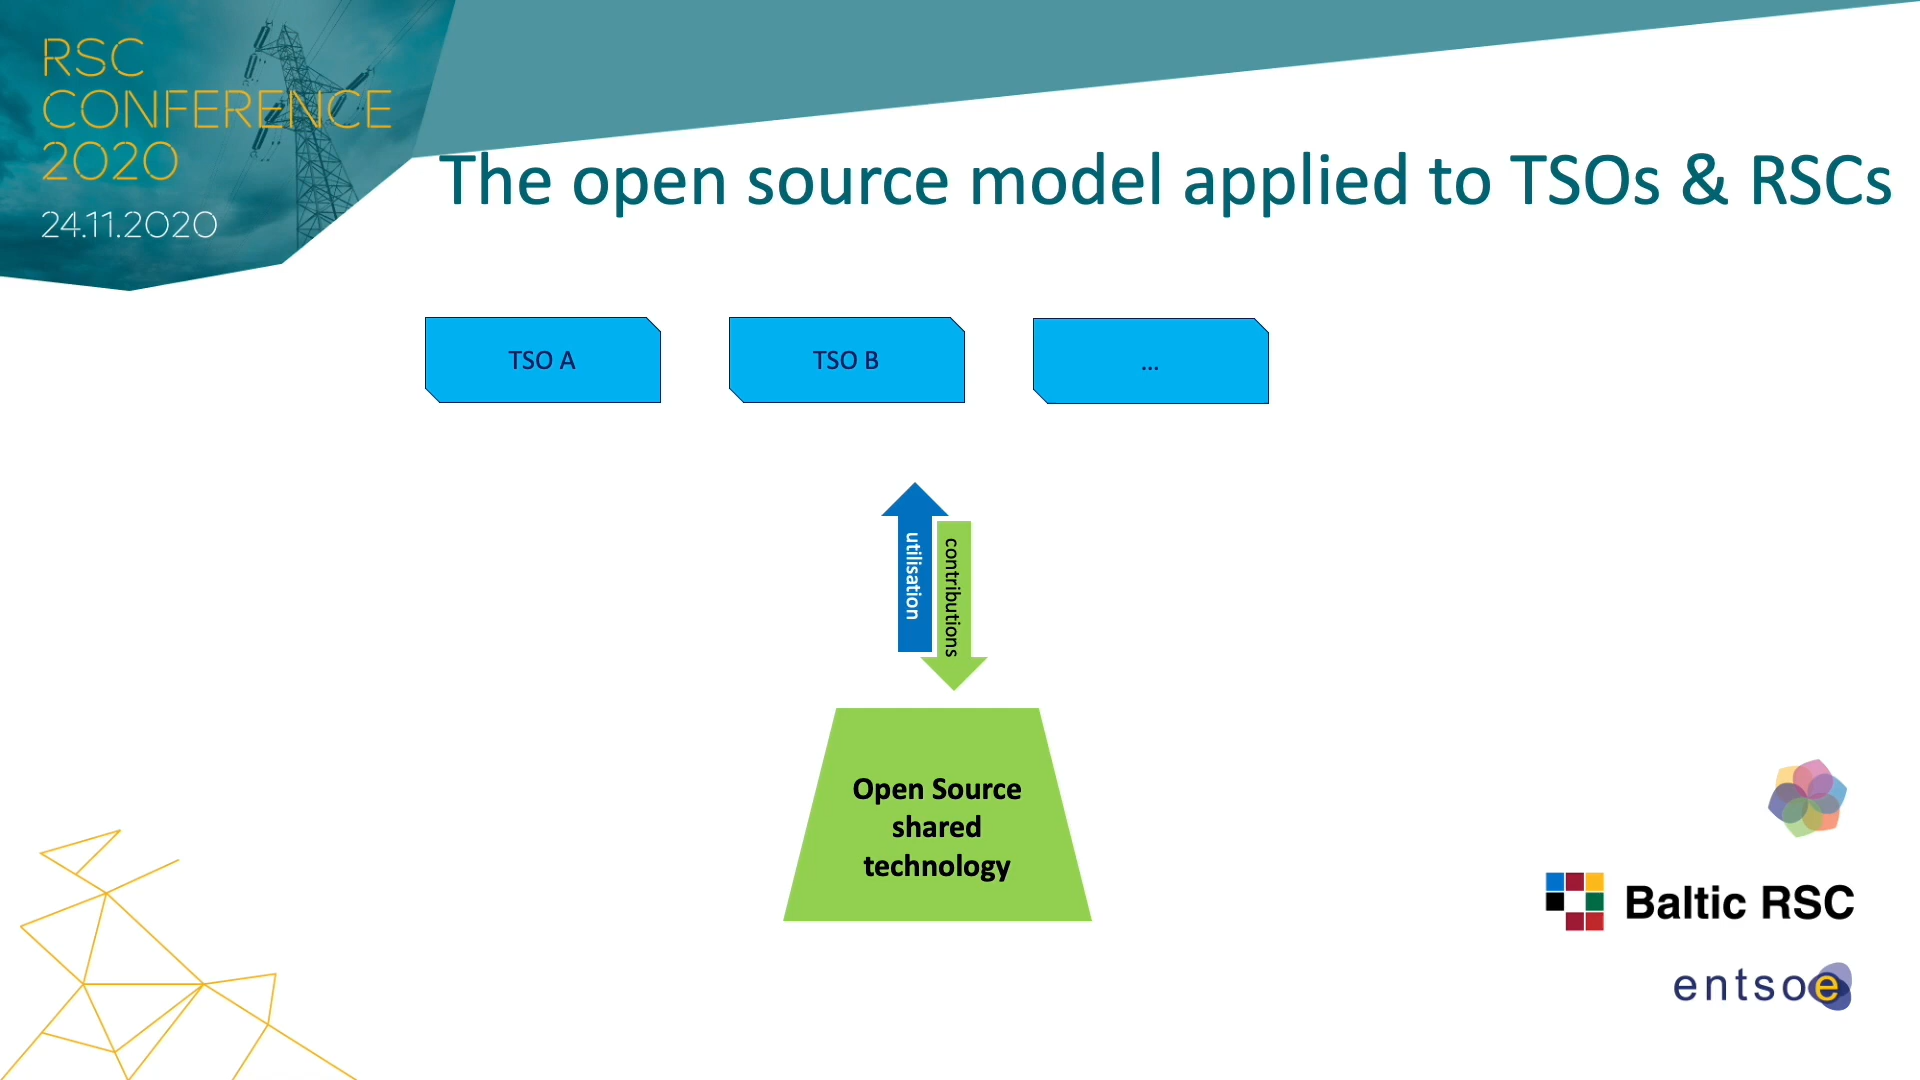 RSC
CONFERENCE
2020
24.11.2020
The open source model applied to TSOs & RSCs
TSO A
TSO B
...
utilisation
contributions
Open Source
shared
technology
Baltic RSC
entsoe